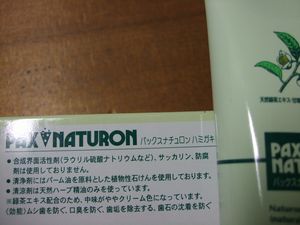 PAX NATURON パックスナチュロン ハミガキ
●合成界面活性剤(ラウリル硫酸ナトリウムなど)、サッカリン、防腐
剤は使用しておりません。
●清浄剤にはパーム油を原料とした植物性石けんを使用しております。
●清涼剤は天然ハーブ精油のみを使っています。
※緑茶エキス配合のため、中味がややクリーム色になっています。
〈効能〉ムシ歯を防ぐ、口臭を防ぐ、歯垢を除去する、歯石の沈着を防ぐ
天然緑茶エキス・甘
PAX
NATU
パックス
Natur